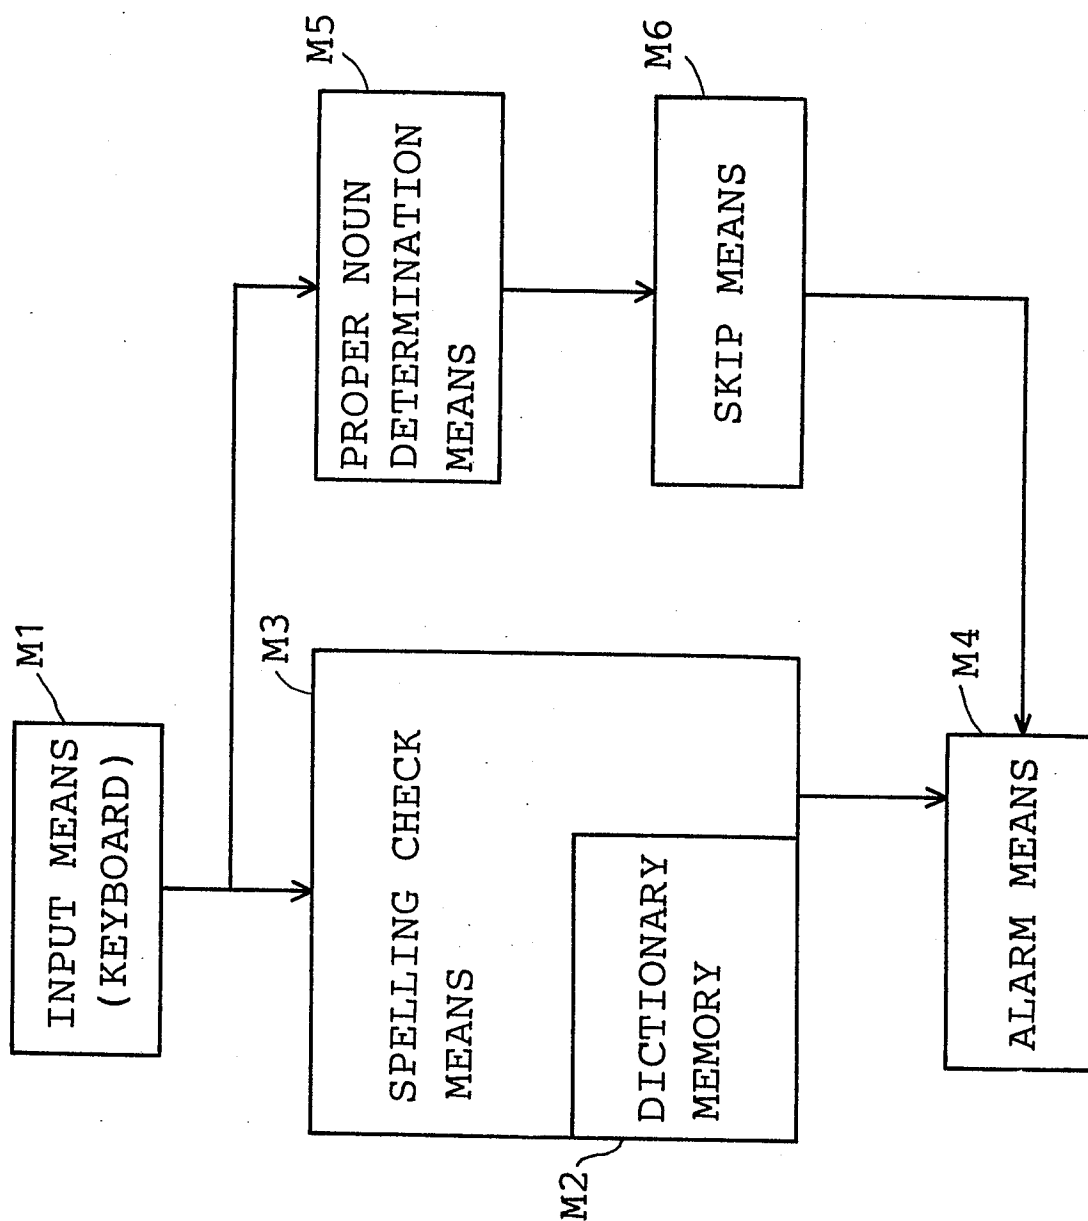 M1
INPUT MEANS
(KEYBOARD)
M3
SPELLING CHECK
MEANS
M2
DICTIONARY
MEMORY
M5
PROPER NOUN
DETERMINATION
MEANS
M6
SKIP MEANS
M4
ALARM MEANS